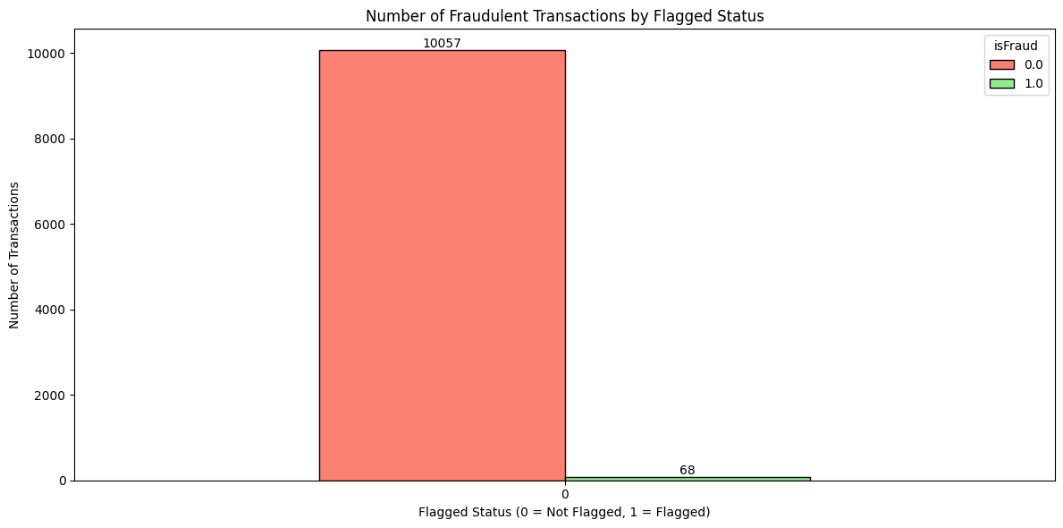 Number of Fraudulent Transactions by Flagged Status
10057
isFraud
0.0
1.0
10000
8000
6000
4000
2000
0
Number of Transactions
68
0
Flagged Status (0 = Not Flagged, 1 = Flagged)